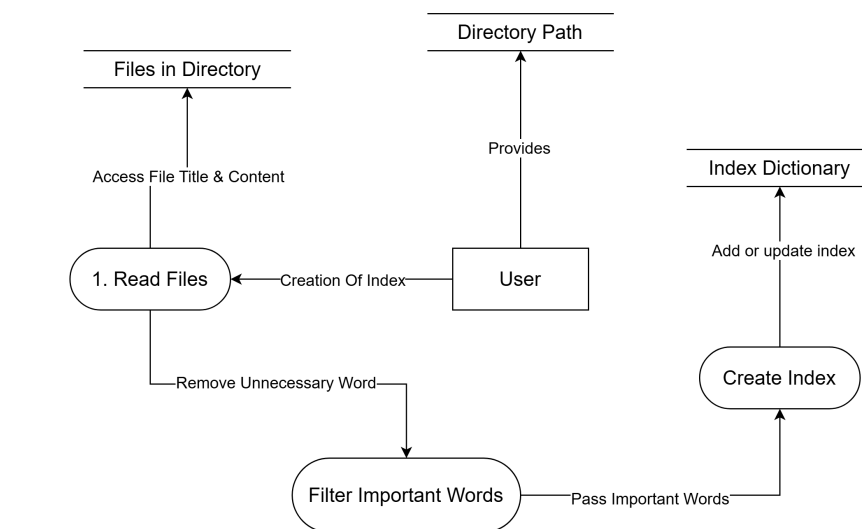 Directory Path
Files in Directory
Provides
Access File Title & Content
Index Dictionary
Add or update index
1. Read Files
Creation Of Index
User
Remove Unnecessary Word
Create Index
Filter Important Words
Pass Important Words